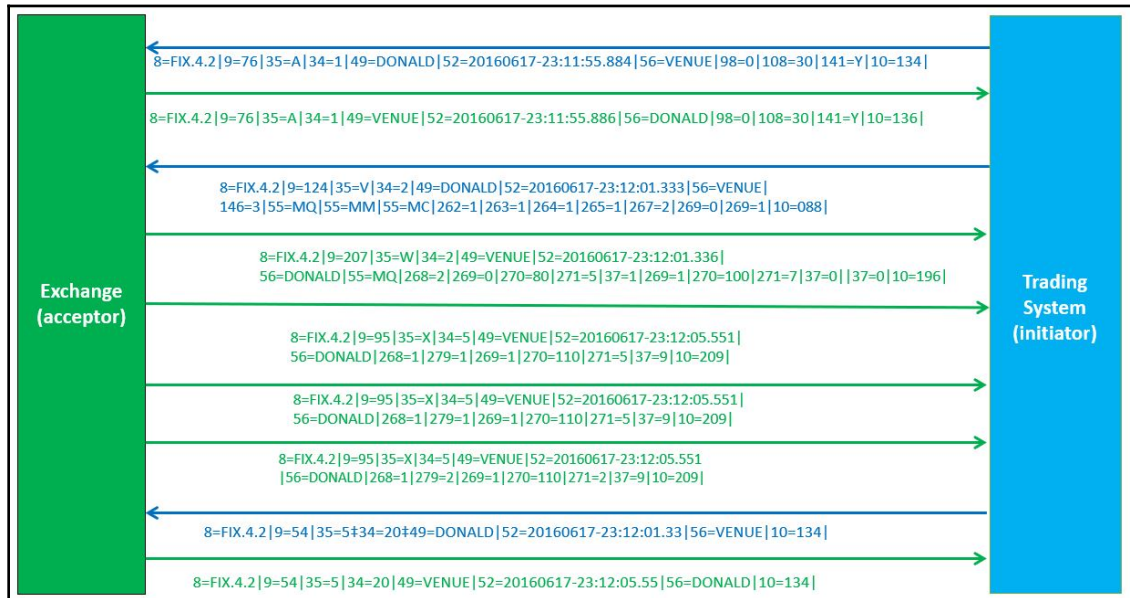 8=FIX.4.2|9=76|35=A|34=1|49=DONALD|52=20160617-23:11:55.884|56=VENUE|98=0|108=30|141=Y|10=134|
8=FIX.4.2|9=76|35=A|34=1|49=VENUE|52=20160617-23:11:55.886|56=DONALD|98=0|108=30|141=Y|10=136|
8=FIX.4.2|9=124|35=V|34=2|49=DONALD|52=20160617-23:12:01.333|56=VENUE|
146=3|55=MQ|55=MM|55=MC|262=1|263=1|264=1|265=1|267=2|269=0|269=1|10=088|
8=FIX.4.2|9=207|35=W|34=2|49=VENUE|52=20160617-23:12:01.336|
56=DONALD|55=MQ|268=2|269=0|270=80|271=5|37=1|269=1|270=100|271=7|37=0||37=0|10=196|
Exchange
(acceptor)
Trading
System
(initiator)
8=FIX.4.2|9=95|35=X|34=5|49=VENUE|52=20160617-23:12:05.551|
56=DONALD|268=1|279=1|269=1|270=110|271=5|37=9|10=209|
8=FIX.4.2|9=95|35=X|34=5|49=VENUE|52=20160617-23:12:05.551|
56=DONALD|268=1|279=1|269=1|270=110|271=5|37=9|10=209|
8=FIX.4.2|9=95|35=X|34=5|49=VENUE|52=20160617-23:12:05.551
|56=DONALD|268=1|279=2|269=1|270=110|271=2|37=9|10=209|
8=FIX.4.2|9=54|35=5‡34=20‡49=DONALD|52=20160617-23:12:01.33|56=VENUE|10=134|
8=FIX.4.2|9=54|35=5|34=20|49=VENUE|52=20160617-23:12:05.55|56=DONALD|10=134|